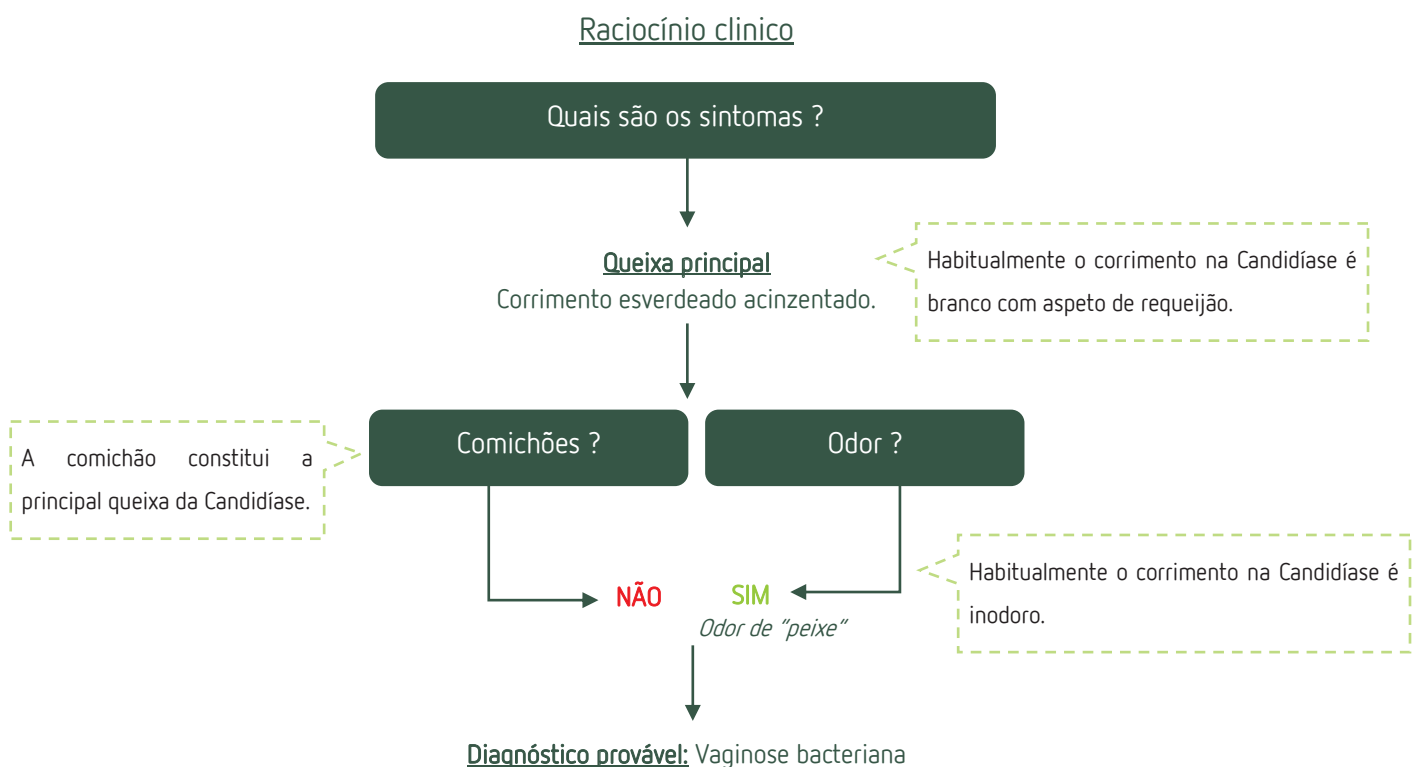 Raciocínio clinico
Quais são os sintomas ?
Queixa principal
Corrimento esverdeado acinzentado.
Habitualmente o corrimento na Candidíase é
branco com aspeto de requeijão.
Comichões ?
Odor ?
A comichão constitui a
principal queixa da Candidíase.
NÃO
SIM
Odor de "peixe"
Habitualmente o corrimento na Candidíase é
inodoro.
Diagnóstico provável: Vaginose bacteriana